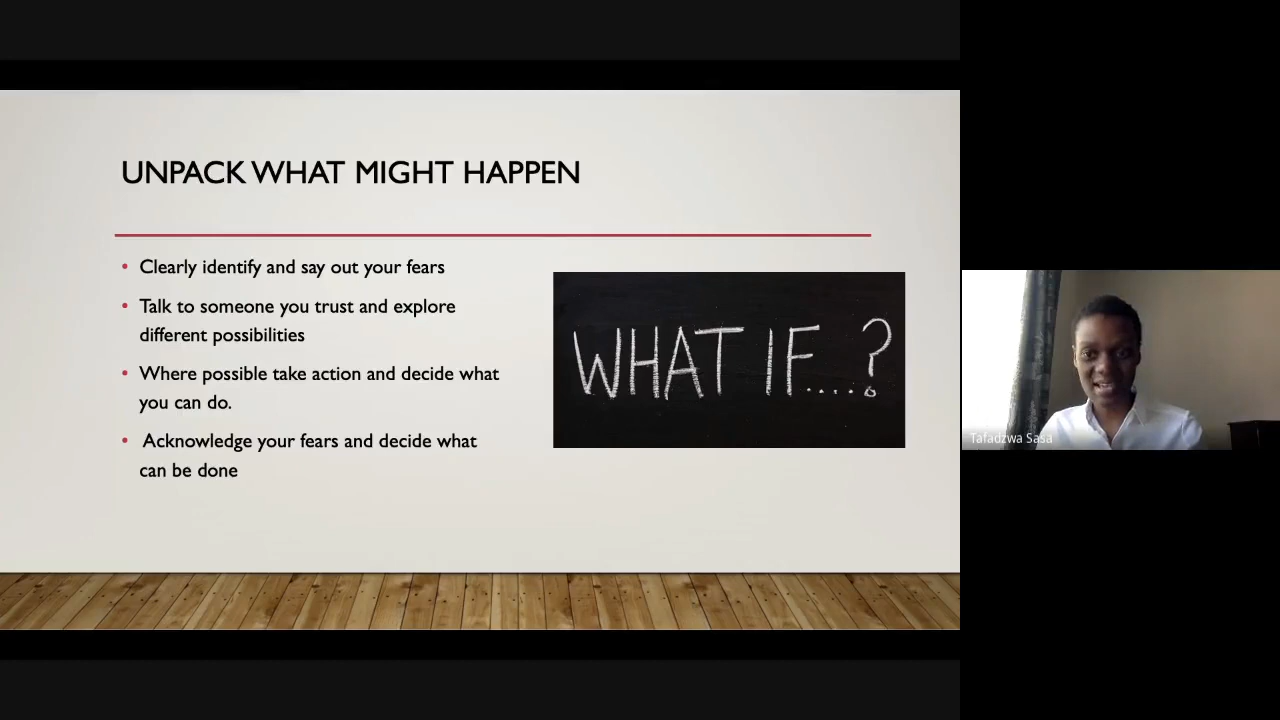 UNPACK WHAT MIGHT HAPPEN
• Clearly identify and say out your fears
• Talk to someone you trust and explore
different possibilities
• Where possible take action and decide what
you can do.
• Acknowledge your fears and decide what
can be done
WHAT IF....?
Tafadzwa Sasa